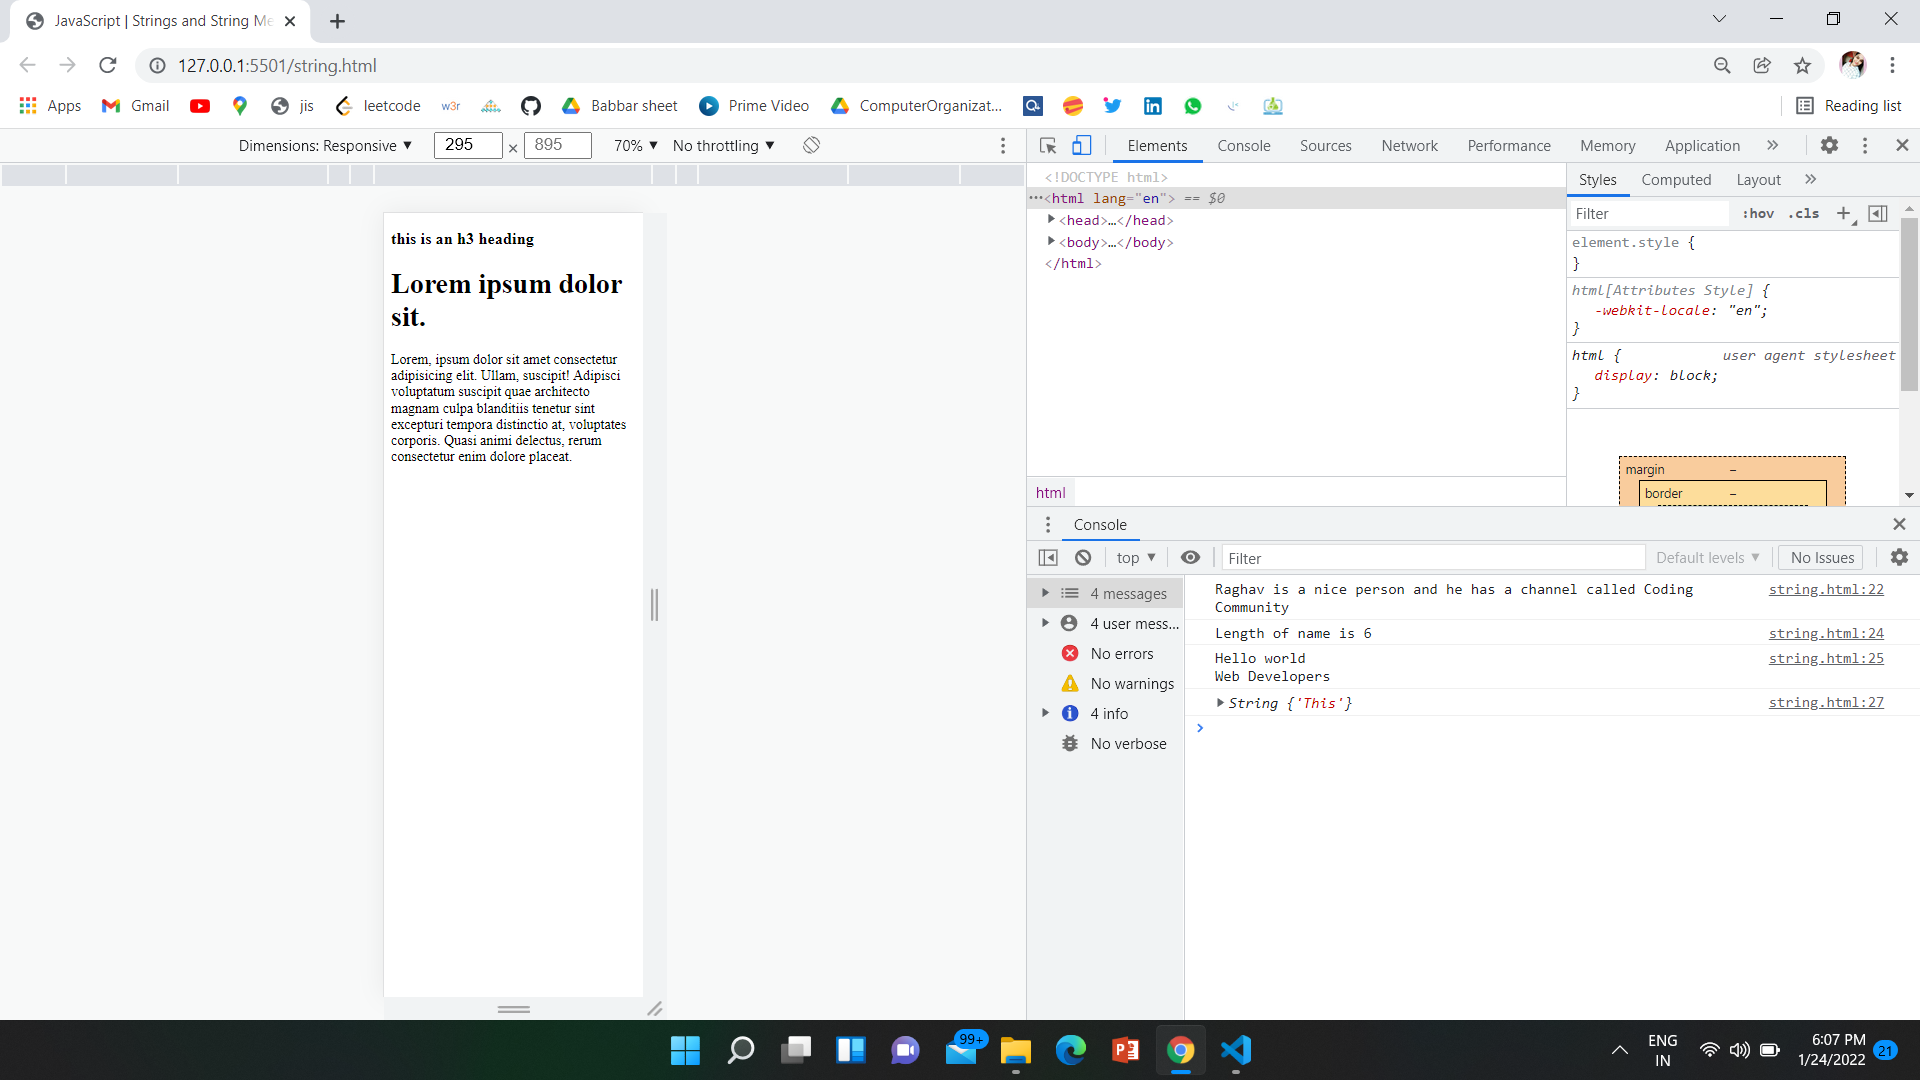 JavaScript | Strings and String Me
127.0.0.1:5501/string.html
Apps
Gmail
jis
leetcode
w3r
Babbar sheet
Prime Video
ComputerOrganizat...
Reading list
Dimensions: Responsive ▼ 295 × 895 70% ▼ No throttling ▼
Elements Console Sources Network Performance Memory Application »
<!DOCTYPE html>
···<html lang="en"> == $0
<head>…</head>
<body>…</body>
</html>
html
Styles Computed Layout »
Filter :hov .cls +
element.style {
}
html[Attributes Style] {
-webkit-locale: "en";
}
html { user agent stylesheet
display: block;
}
margin –
border –
this is an h3 heading
Lorem ipsum dolor
sit.
Lorem, ipsum dolor sit amet consectetur
adipisicing elit. Ullam, suscipit! Adipisci
voluptatum suscipit quae architecto
magnam culpa blanditiis tenetur sint
excepturi tempora distinctio at, voluptates
corporis. Quasi animi delectus, rerum
consectetur enim dolore placeat.
Console
top ▼ Filter Default levels ▼ No Issues
4 messages
4 user mess...
No errors
No warnings
4 info
No verbose
Raghav is a nice person and he has a channel called Coding string.html:22
Community
Length of name is 6 string.html:24
Hello world string.html:25
Web Developers
String {'This'} string.html:27
99+
ENG
IN
6:07 PM
1/24/2022
21